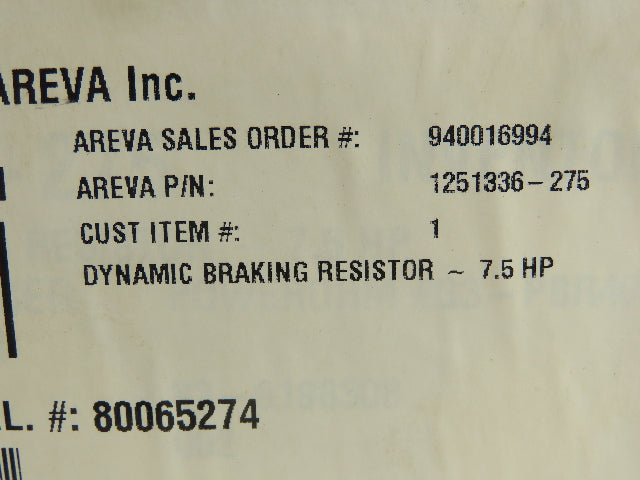 AREVA Inc.
AREVA SALES ORDER #: 940016994
AREVA P/N: 1251336-275
CUST ITEM #: 1
DYNAMIC BRAKING RESISTOR ~ 7.5 HP
L. #: 80065274